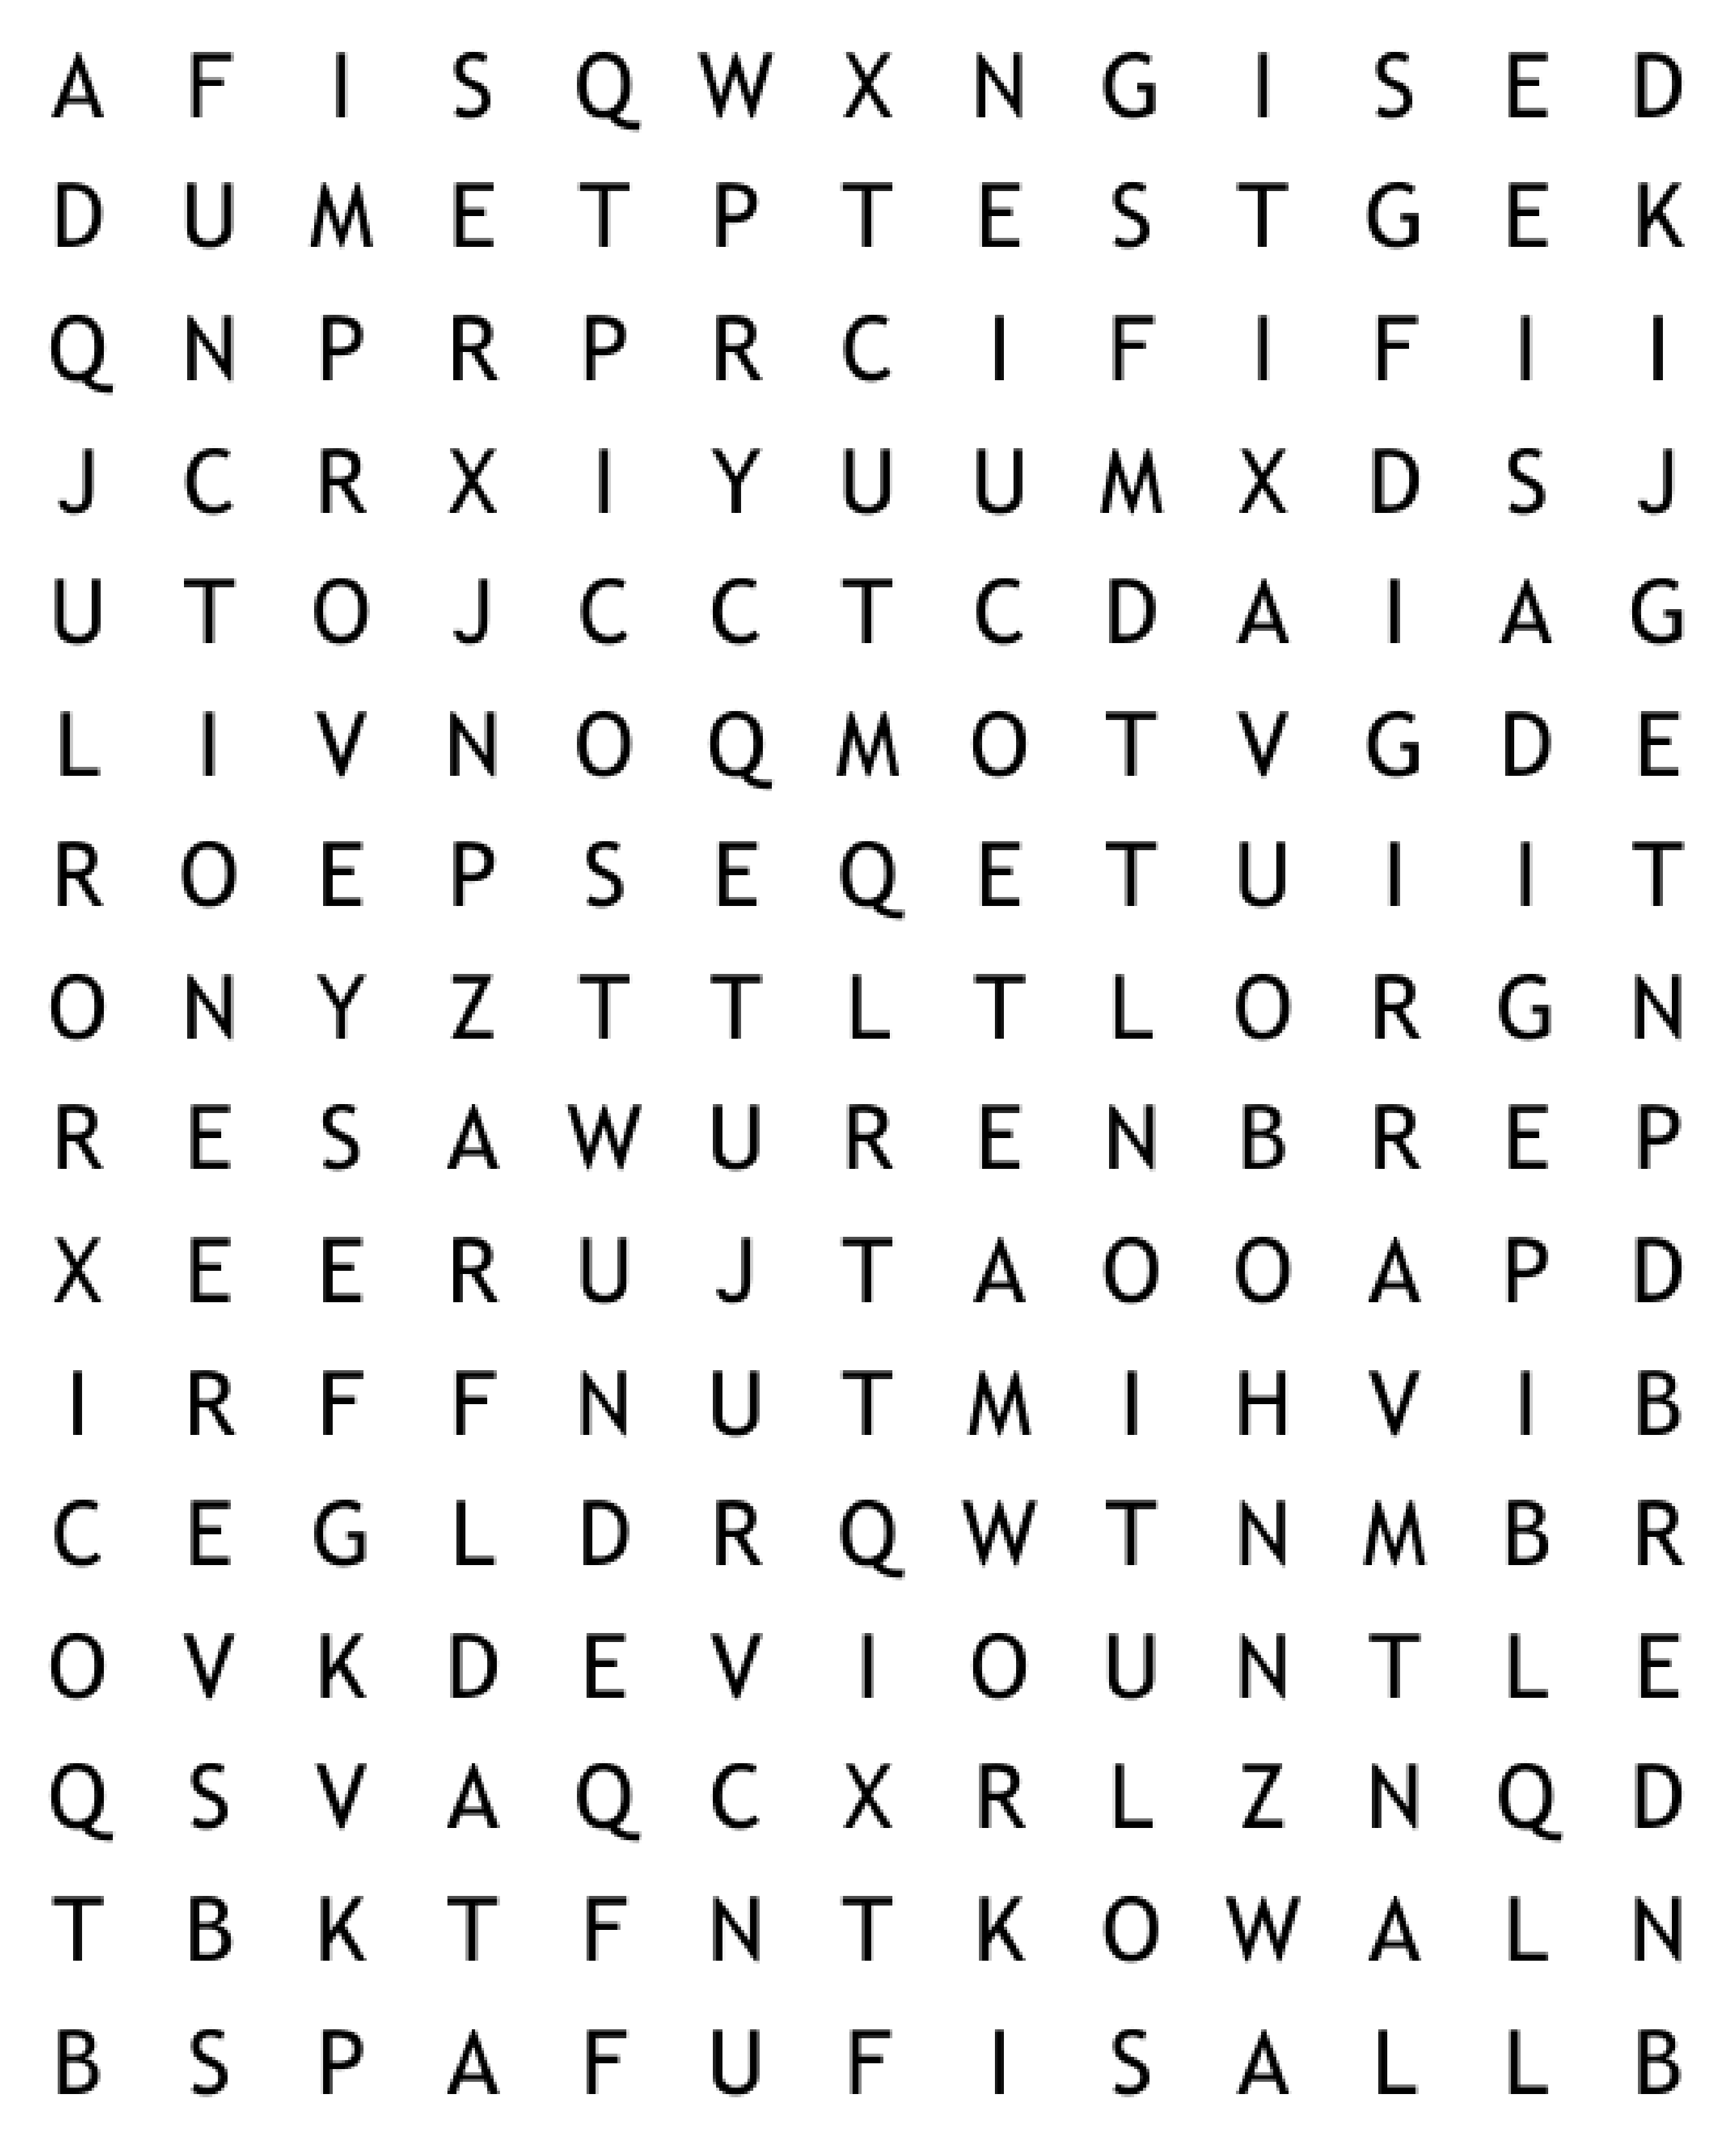 A F I S Q W X N G I S E D
D U M E T P T E S T G E K
Q N P R P R C I F I F I I
J C R X I Y U U M X D S J
U T O J C C T C D A I A G
L I V N O Q M O T V G D E
R O E P S E Q E T U I I T
O N Y Z T T L T L O R G N
R E S A W U R E N B R E P
X E E R U J T A O O A P D
I R F F N U T M I H V I B
C E G L D R Q W T N M B R
O V K D E V I O U N T L E
Q S V A Q C X R L Z N Q D
T B K T F N T K O W A L N
B S P A F U F I S A L L B